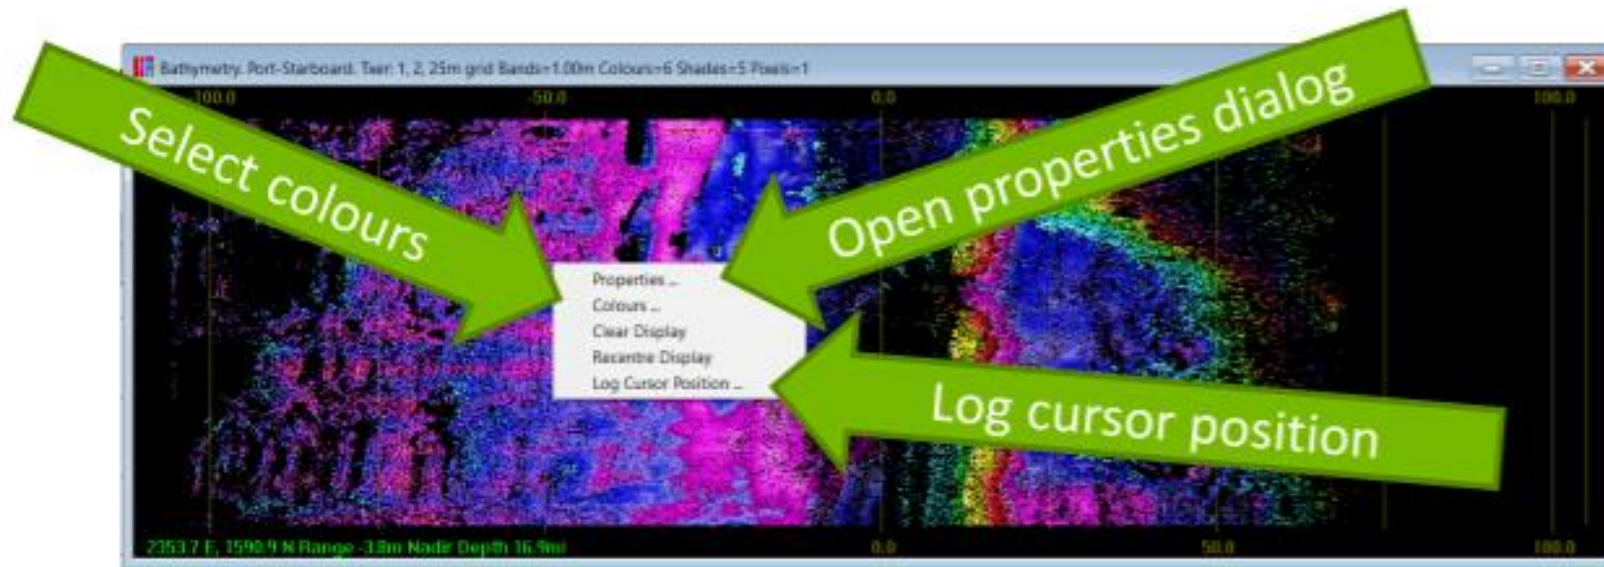 Bathymetry. Port-Starboard. Txer: 1, 2, 25m grid Bands=1.00m Colours=6 Shades=5 Pixels=1
-100.0 -50.0 0.0 100.0
Select colours
Open properties dialog
Properties ...
Colours ...
Clear Display
Recentre Display
Log Cursor Position ...
Log cursor position
2353.7 E, 1590.9 N Range -3.8m Nadir Depth 16.9m 0.0 50.0 100.0